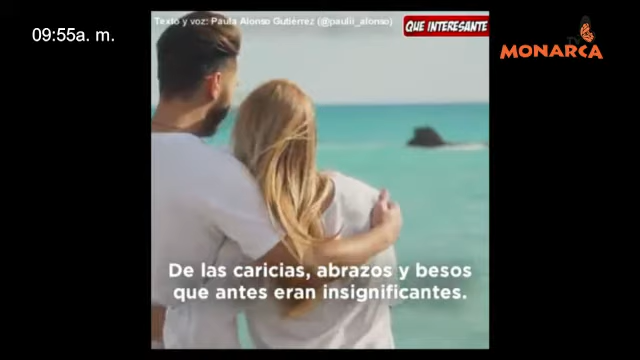 09:55a. m.
Texto y voz: Paula Alonso Gutiérrez (@paulii_alonso)
QUE INTERESANTE
TV
MONARCA
De las caricias, abrazos y besos
que antes eran insignificantes.